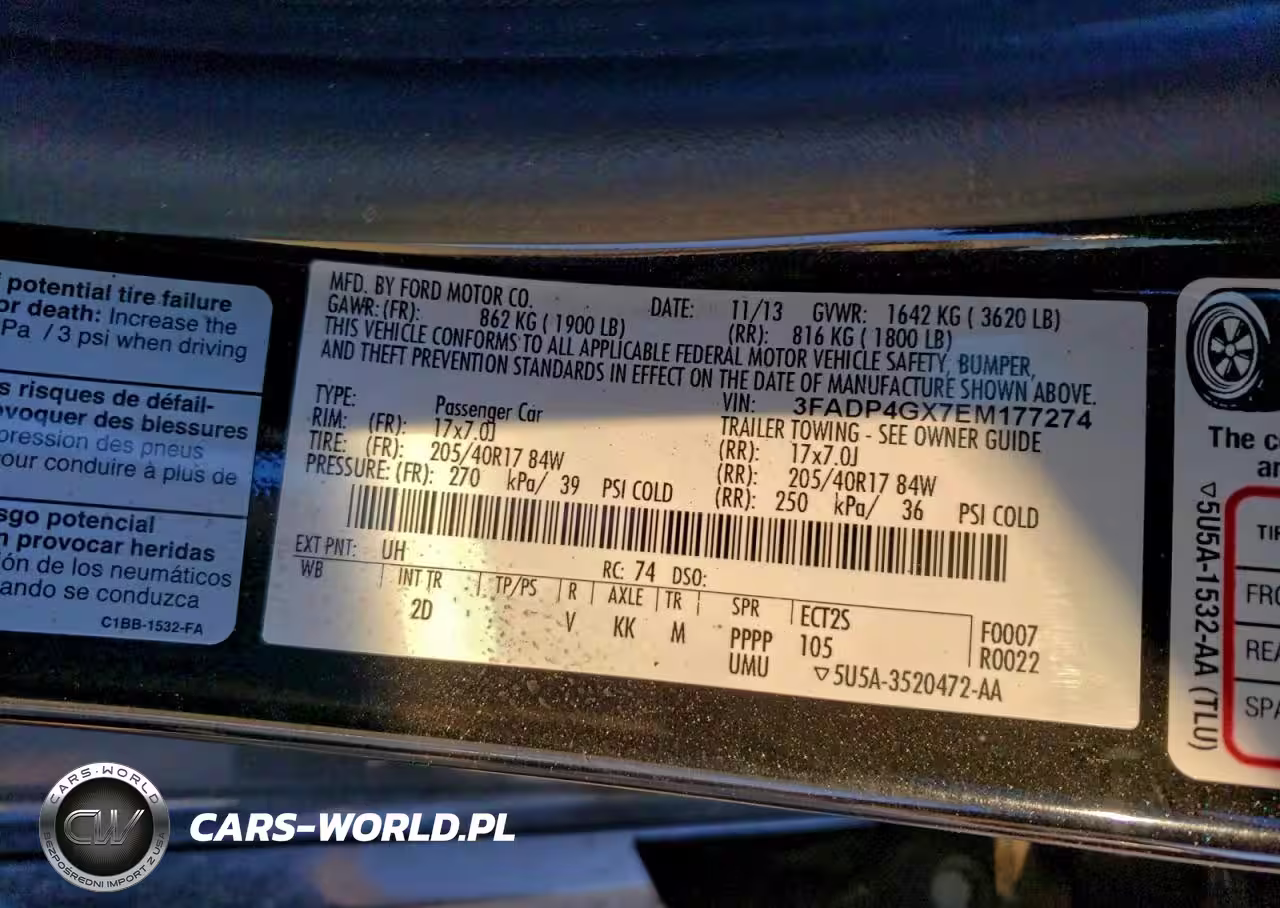 f potential tire failure
or death: Increase the
Pa / 3 psi when driving
s risques de défail-
ovoquer des blessures
pression des pneus
our conduire à plus de
sgo potencial
n provocar heridas
ión de los neumáticos
ando se conduzca
C1BB-1532-FA
MFD. BY FORD MOTOR CO. DATE: 11/13 GVWR: 1642 KG ( 3620 LB)
GAWR: (FR): 862 KG ( 1900 LB) (RR): 816 KG ( 1800 LB)
THIS VEHICLE CONFORMS TO ALL APPLICABLE FEDERAL MOTOR VEHICLE SAFETY, BUMPER,
AND THEFT PREVENTION STANDARDS IN EFFECT ON THE DATE OF MANUFACTURE SHOWN ABOVE.
VIN: 3FADP4GX7EM177274
TYPE: Passenger Car TRAILER TOWING - SEE OWNER GUIDE
RIM: (FR): 17x7.0J (RR): 17x7.0J
TIRE: (FR): 205/40R17 84W (RR): 205/40R17 84W
PRESSURE: (FR): 270 kPa/ 39 PSI COLD (RR): 250 kPa/ 36 PSI COLD
EXT PNT: UH RC: 74 DSO:
WB INT TR TP/PS R AXLE TR SPR ECT2S
2D V KK M PPPP 105 F0007
UMU R0022
▽5U5A-3520472-AA
The c
an
▽5U5A-1532-AA (TLU)
TIR
FRO
REA
SPA
CARS-WORLD
CW
BEZPOŚREDNI IMPORT Z USA
CARS-WORLD.PL